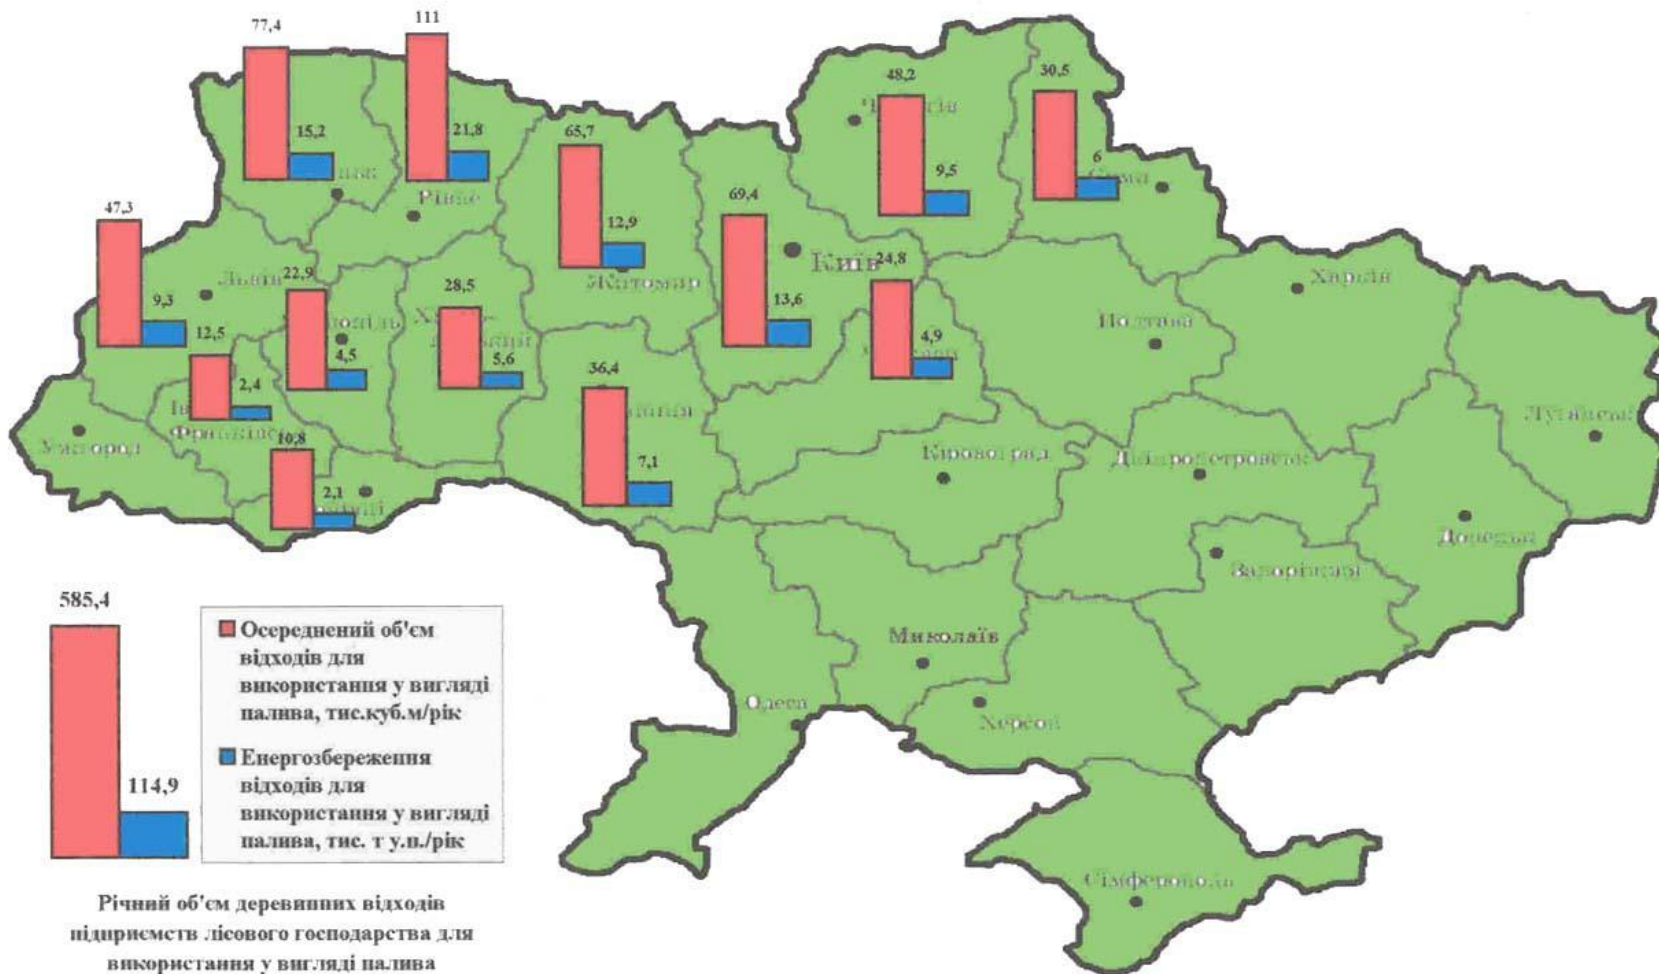 77,4
111
15,2
21,8
65,7
48,2
30,5
9,5
6
47,3
Рівне
69,4
12,9
Київ
24,8
Житомир
Львів
22,9
28,5
9,3
13,6
Харків
12,5
4,5
5,6
4,9
Полтава
2,4
36,4
Ужгород
10,8
Луганськ
Кировоград
Дніпропетровськ
7,1
2,1
Донецьк
Запоріжжя
585,4
114,9
Осереднений об'єм
відходів для
використання у вигляді
палива, тис.куб.м/рік
Енергозбереження
відходів для
використання у вигляді
палива, тис. т у.п./рік
Миколаїв
Одеса
Херсон
Сімферополь
Річний об'єм деревинних відходів
підприємств лісового господарства для
використання у вигляді палива